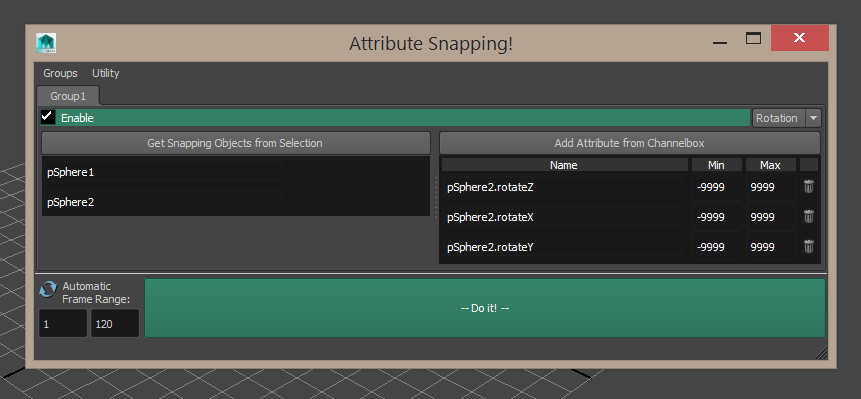 Attribute Snapping!
Groups Utility
Group1
Enable Rotation
Get Snapping Objects from Selection Add Attribute from Channelbox
Name Min Max
pSphere1
pSphere2
pSphere2.rotateZ -9999 9999
pSphere2.rotateX -9999 9999
pSphere2.rotateY -9999 9999
Automatic
Frame Range:
1 120
-- Do it! --